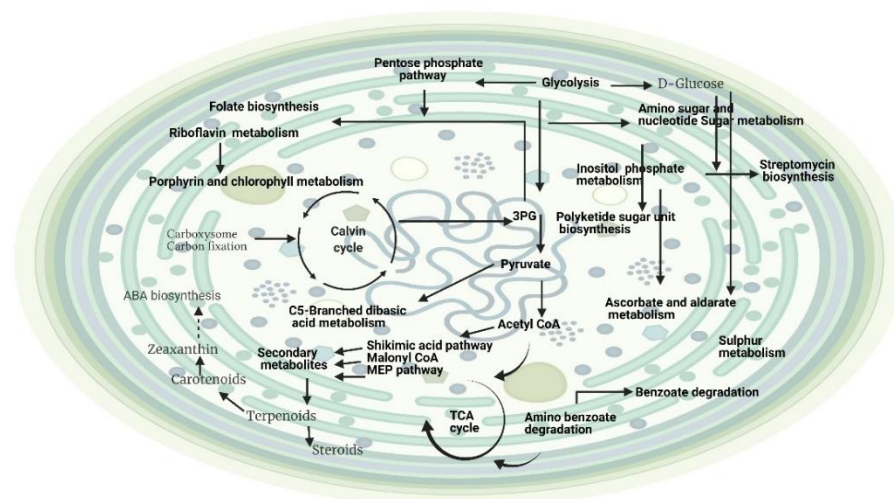 Pentose phosphate
pathway
Glycolysis
D-Glucose
Folate biosynthesis
Amino sugar and
nucleotide Sugar metabolism
Riboflavin metabolism
Inositol phosphate
metabolism
Streptomycin
biosynthesis
Porphyrin and chlorophyll metabolism
3PG
Polyketide sugar unit
biosynthesis
Calvin
cycle
Carboxysome
Carbon fixation
Pyruvate
ABA biosynthesis
C5-Branched dibasic
acid metabolism
Ascorbate and aldarate
metabolism
Acetyl CoA
Zeaxanthin
Secondary
metabolites
Shikimic acid pathway
Malonyl CoA
MEP pathway
Sulphur
metabolism
Carotenoids
Benzoate degradation
Terpenoids
TCA
cycle
Amino benzoate
degradation
Steroids